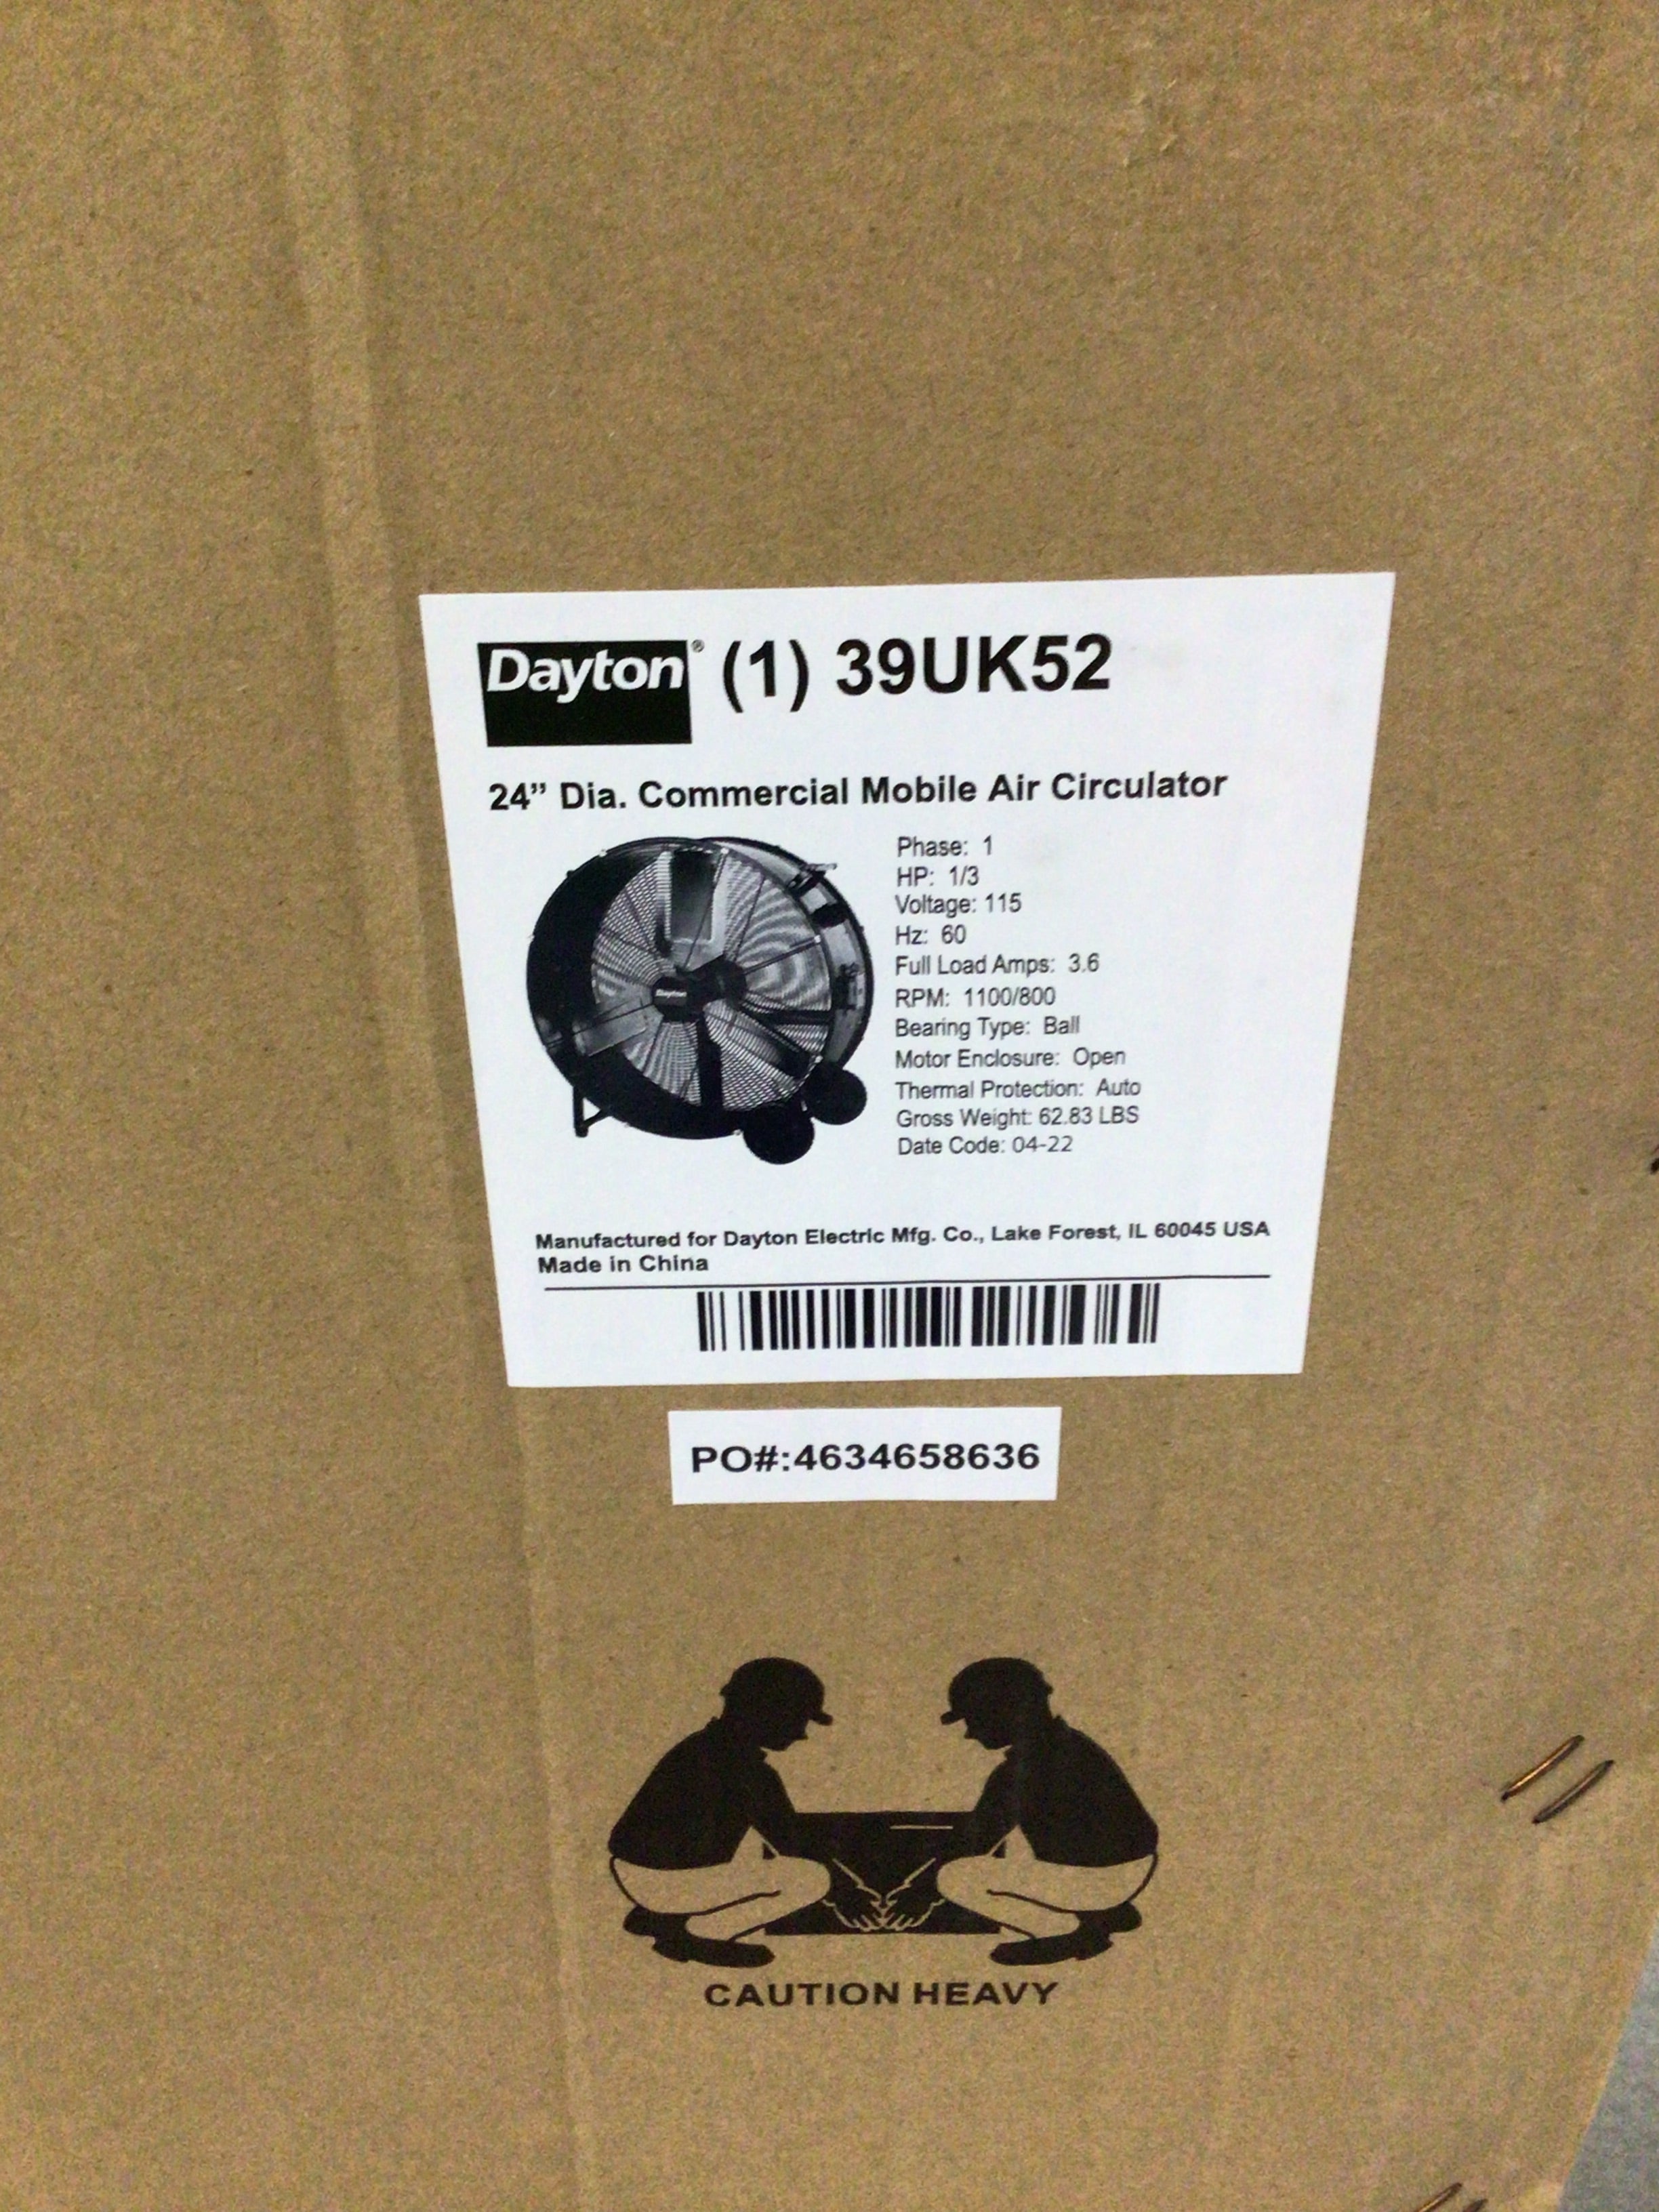 Dayton® (1) 39UK52
24” Dia. Commercial Mobile Air Circulator
Phase: 1
HP: 1/3
Voltage: 115
Hz: 60
Full Load Amps: 3.6
RPM: 1100/800
Bearing Type: Ball
Motor Enclosure: Open
Thermal Protection: Auto
Gross Weight: 62.83 LBS
Date Code: 04-22
Dayton
Manufactured for Dayton Electric Mfg. Co., Lake Forest, IL 60045 USA
Made in China
PO#:4634658636
CAUTION HEAVY